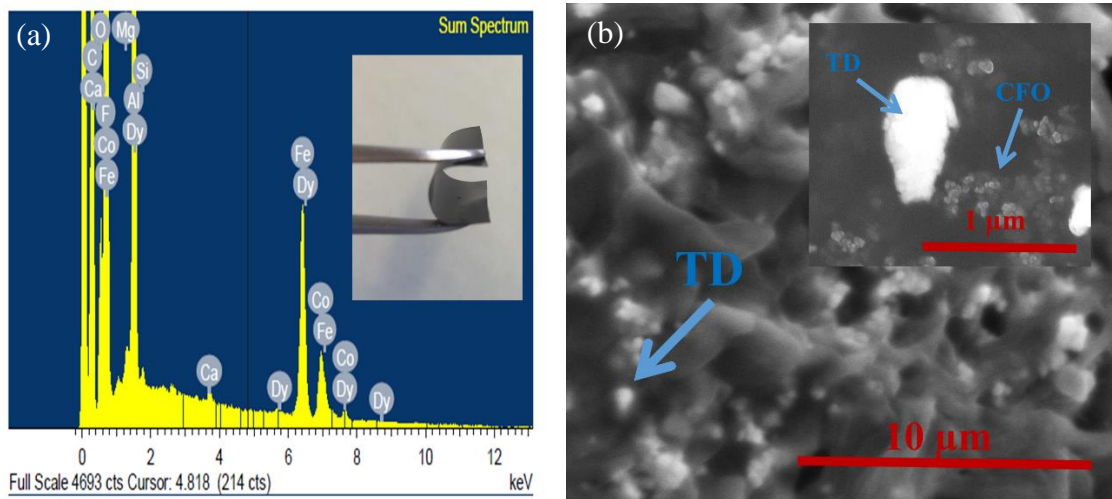 (a)
Sum Spectrum
O
Mg
C
Si
Ca
Al
F
Dy
Co
Fe
Fe
Dy
Co
Fe
Co
Ca
Dy
Dy
Dy
0 2 4 6 8 10 12
Full Scale 4693 cts Cursor: 4.818 (214 cts) keV
(b)
TD
CFO
1 μm
TD
10 μm